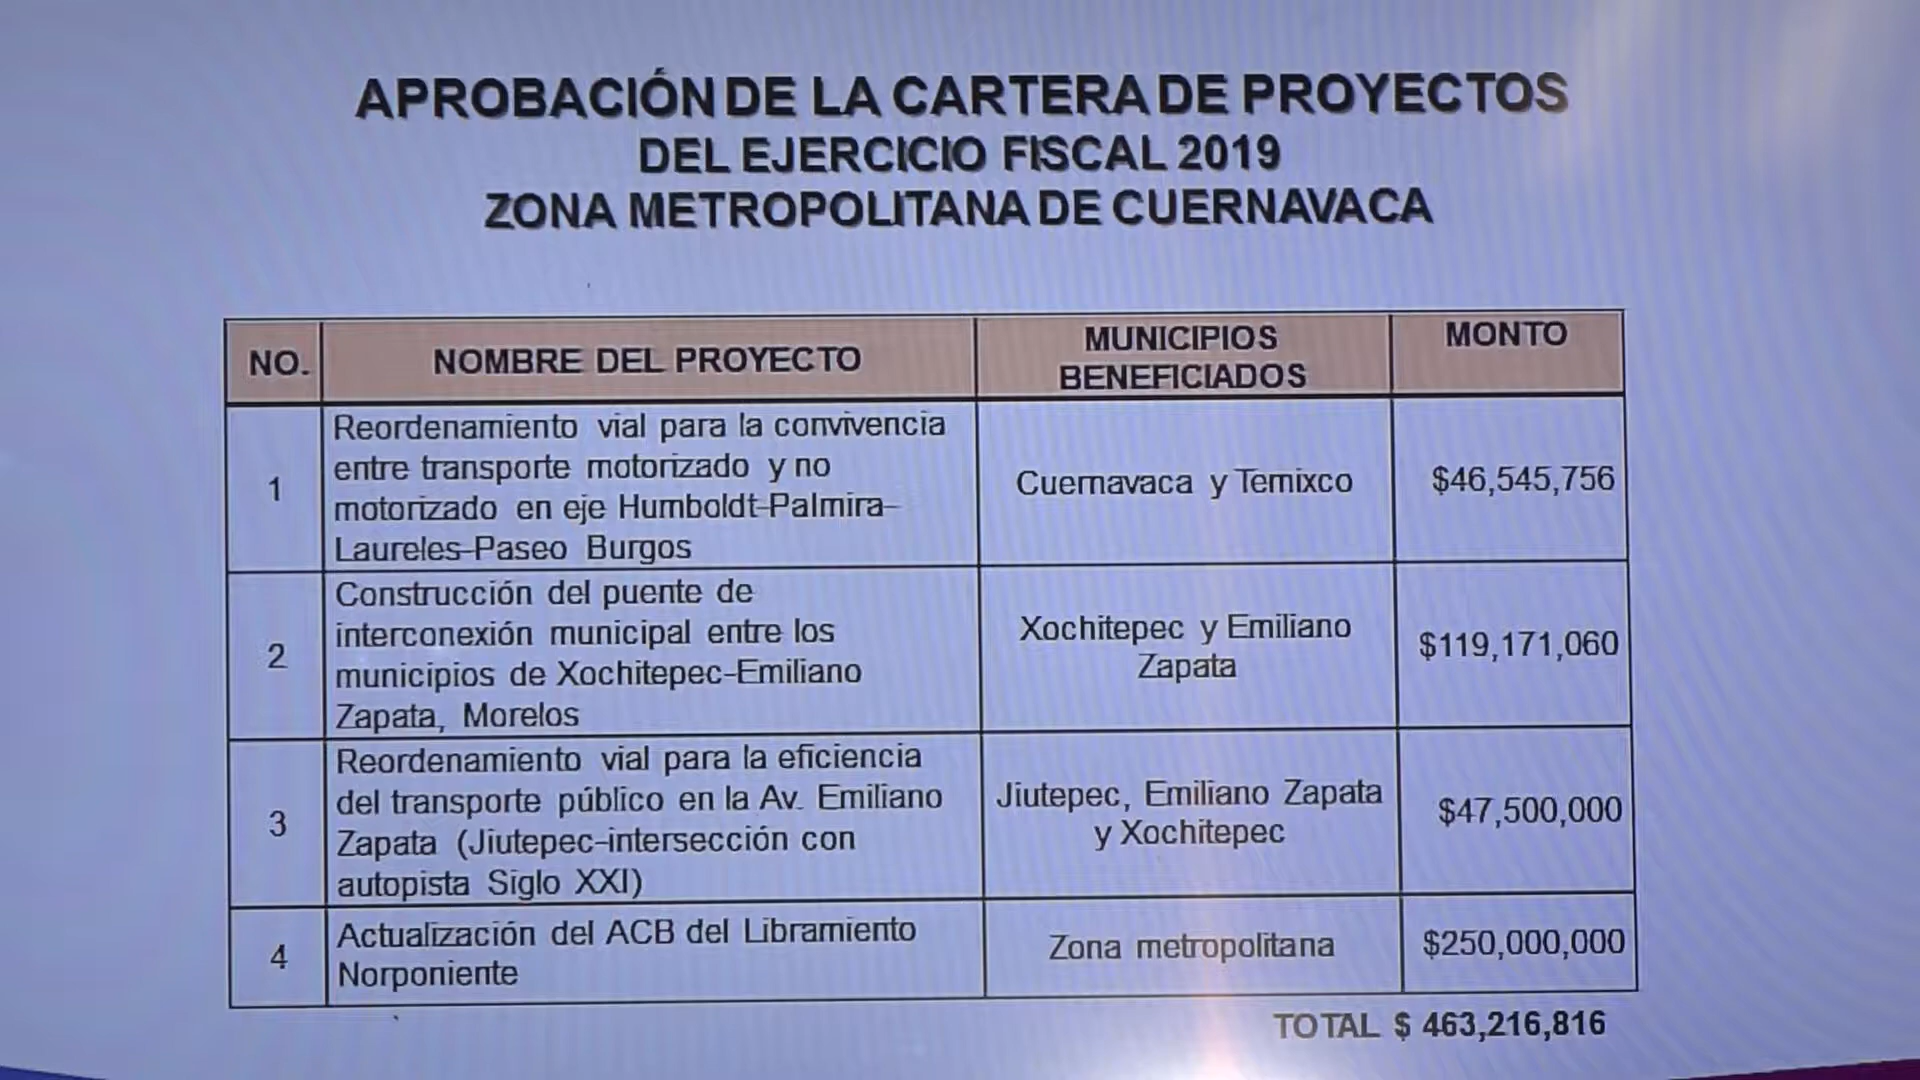 APROBACIÓN DE LA CARTERA DE PROYECTOS
DEL EJERCICIO FISCAL 2019
ZONA METROPOLITANA DE CUERNAVACA
NO.
NOMBRE DEL PROYECTO
MUNICIPIOS
BENEFICIADOS
MONTO
1
Reordenamiento vial para la convivencia
entre transporte motorizado y no
motorizado en eje Humboldt-Palmira-
Laureles-Paseo Burgos
Cuernavaca y Temixco
$46,545,756
2
Construcción del puente de
interconexión municipal entre los
municipios de Xochitepec-Emiliano
Zapata, Morelos
Xochitepec y Emiliano
Zapata
$119,171,060
3
Reordenamiento vial para la eficiencia
del transporte público en la Av. Emiliano
Zapata (Jiutepec-intersección con
autopista Siglo XXI)
Jiutepec, Emiliano Zapata
y Xochitepec
$47,500,000
4
Actualización del ACB del Libramiento
Norponiente
Zona metropolitana
$250,000,000
TOTAL $ 463,216,816